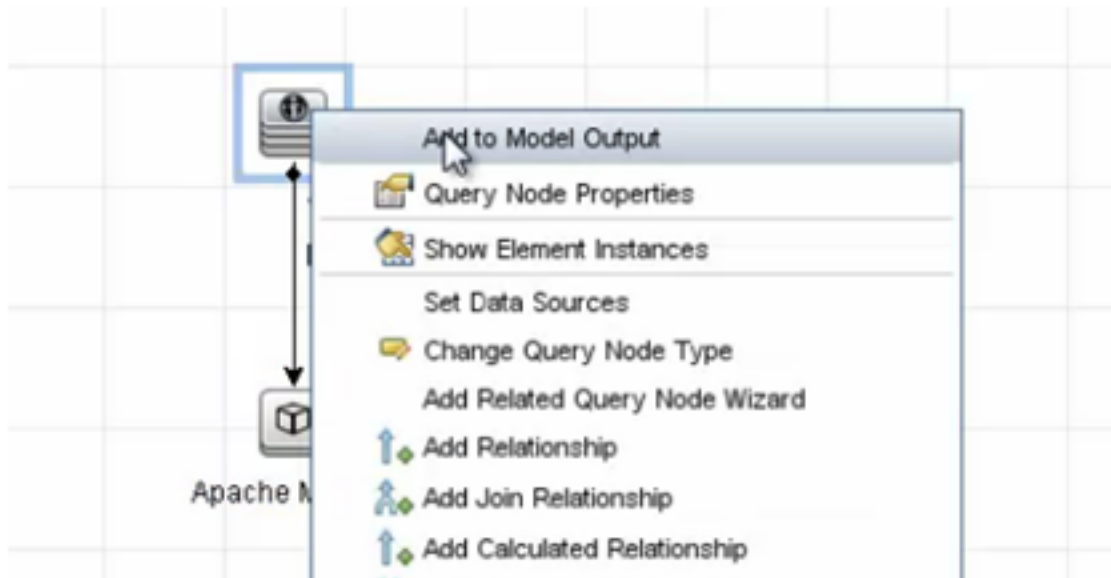 Add to Model Output
Query Node Properties
Show Element Instances
Set Data Sources
Change Query Node Type
Add Related Query Node Wizard
Add Relationship
Apache
Add Join Relationship
Add Calculated Relationship